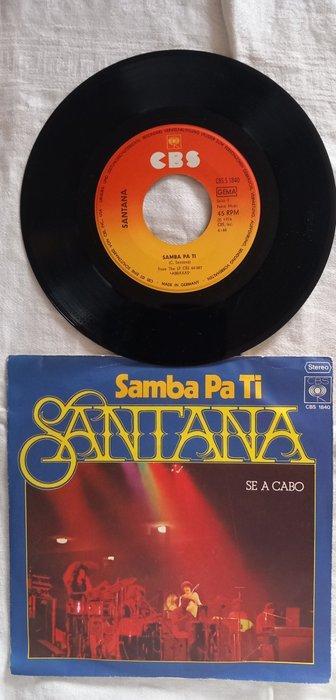 CBS
SANTANA
CBS S 1840
GEMA
45 RPM
SAMBA PA TI
(C. Santana)
From The LP CBS 64087
"ABRAXAS"
MADE IN GERMANY
Samba Pa Ti
Stereo
SANTANA
CBS
CBS 1840
SE A CABO